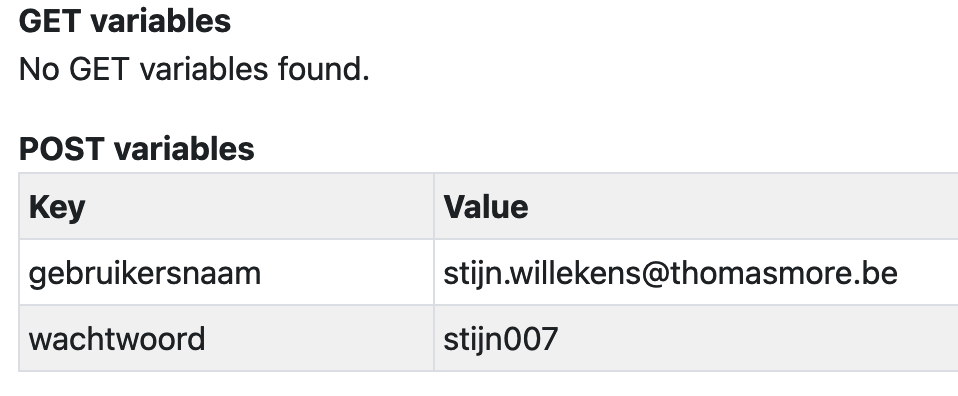 GET variables
No GET variables found.
POST variables
Key Value
gebruikersnaam stijn.willekens@thomasmore.be
wachtwoord stijn007